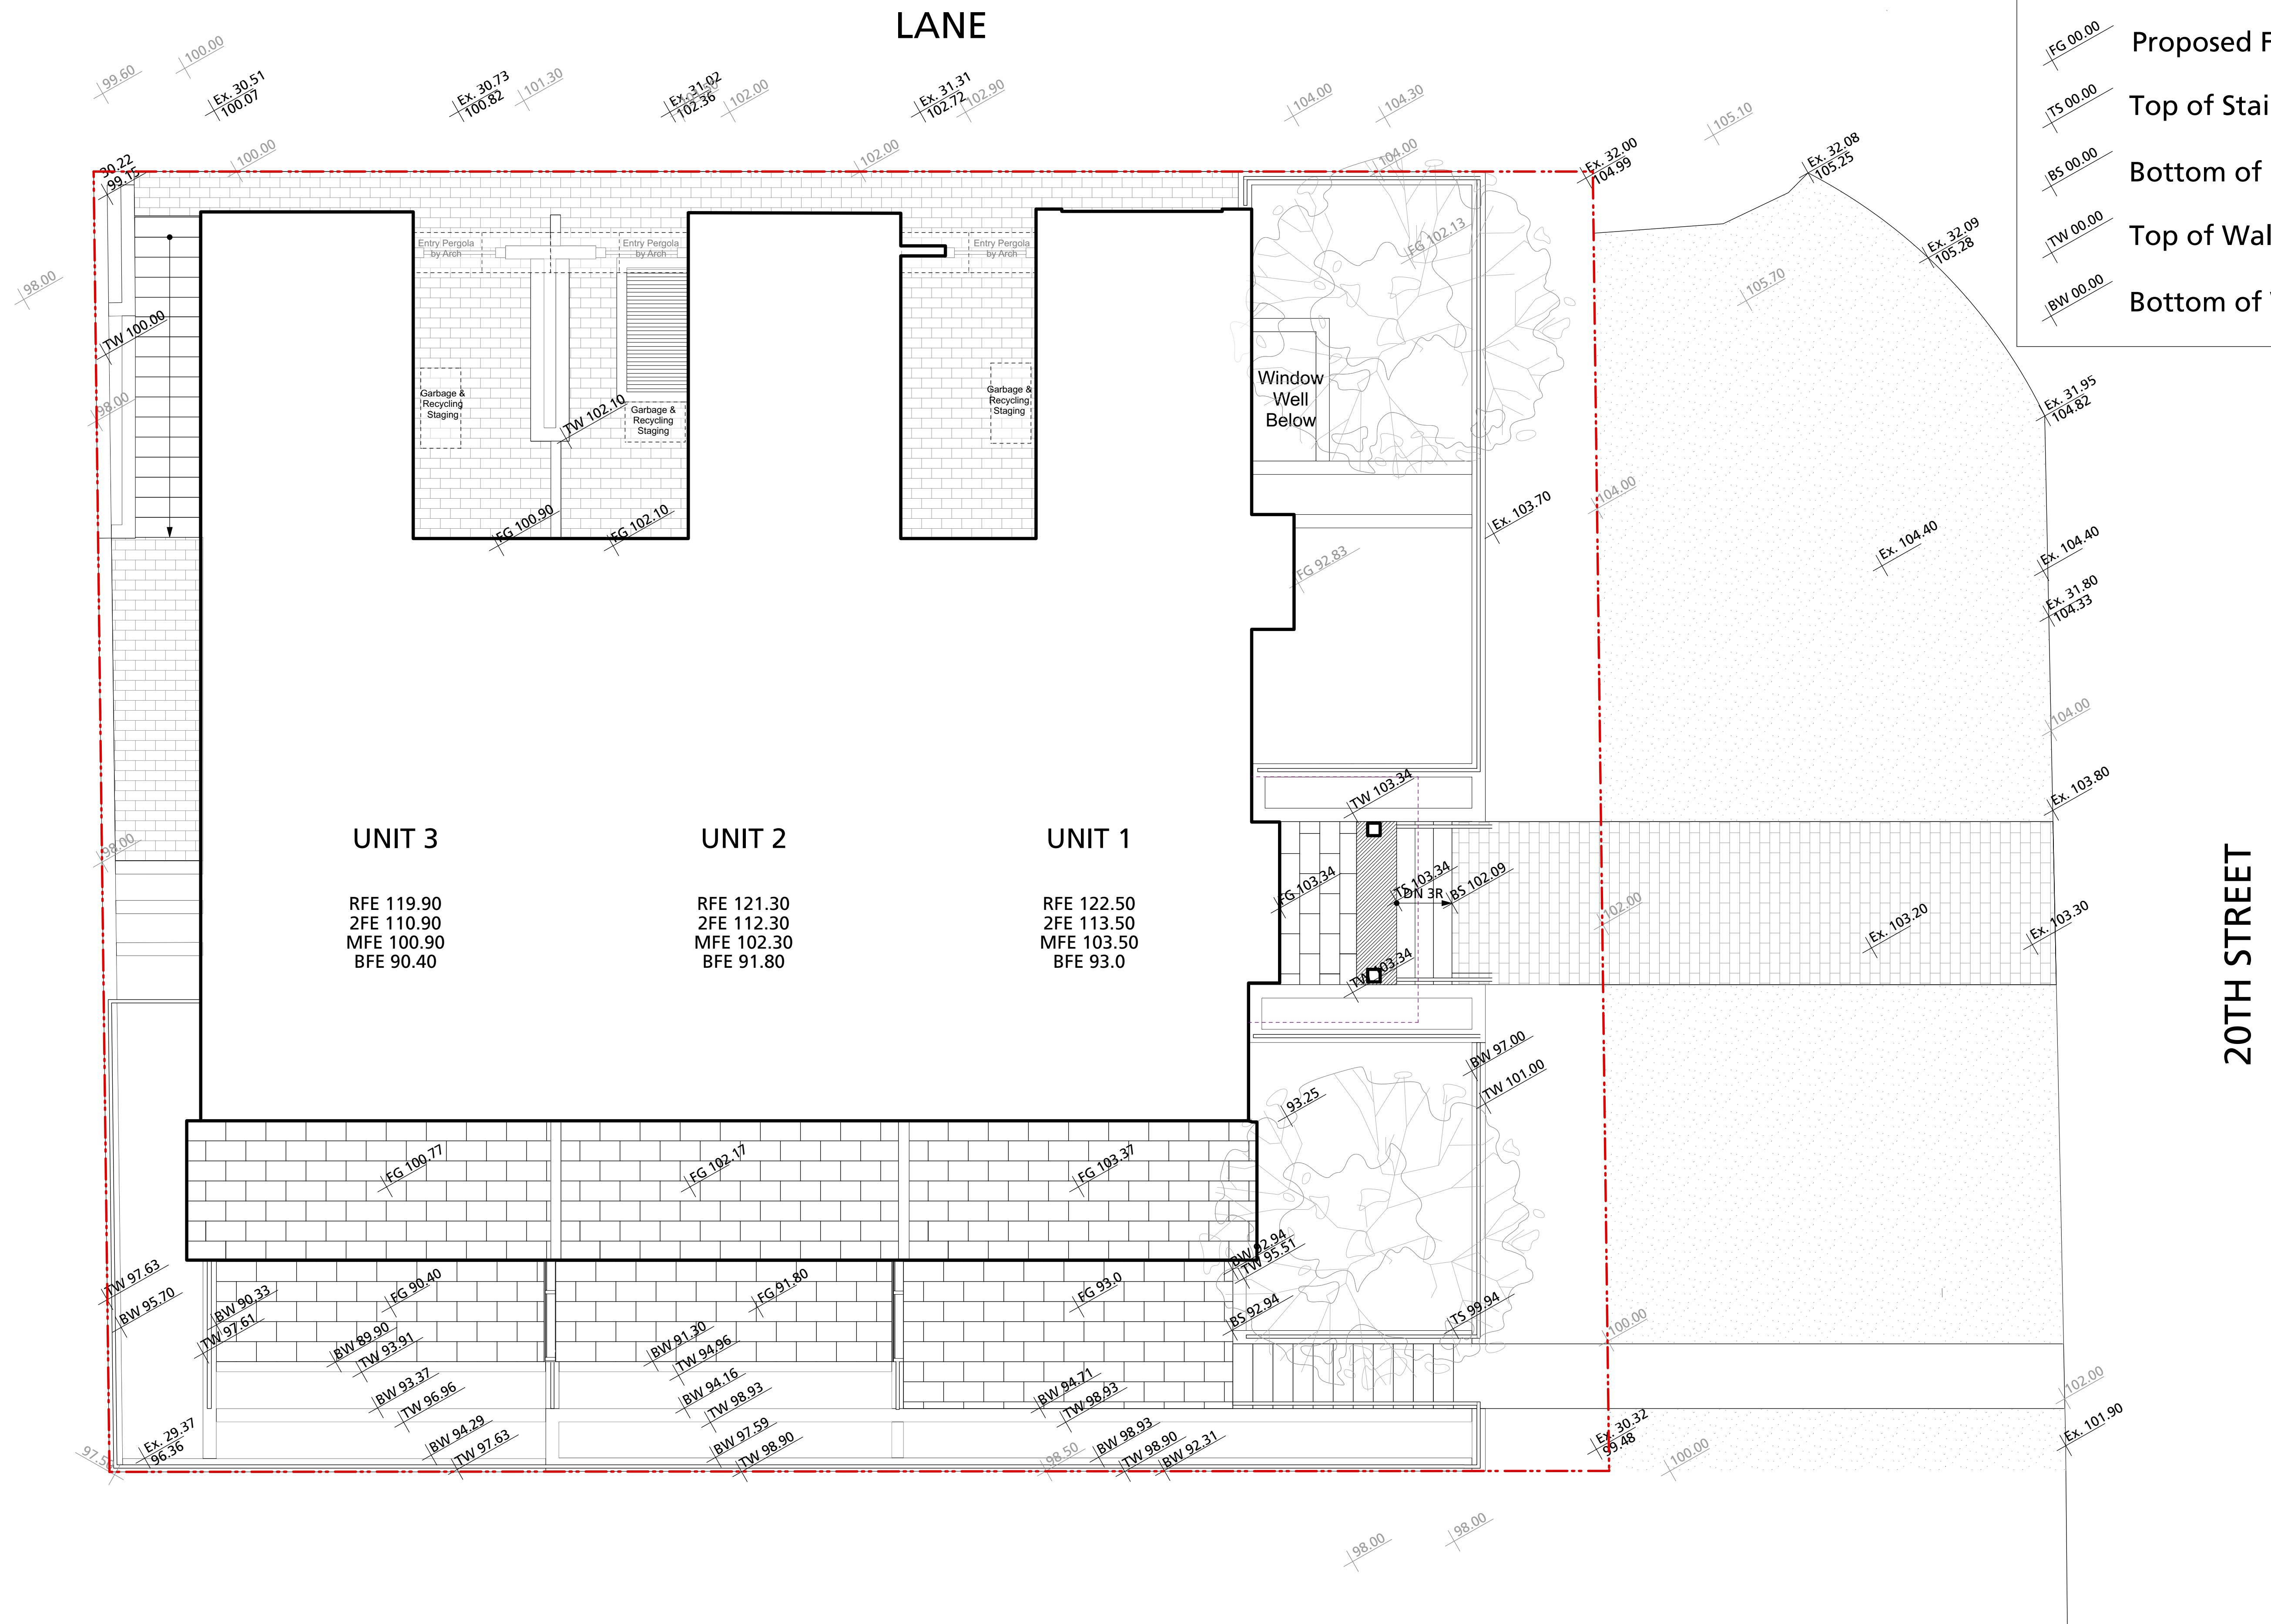 LANE
99.60
100.00
Ex. 30.51
100.07
Ex. 30.73
100.82
101.30
Ex. 31.02
102.36
102.00
Ex. 31.31
102.72
102.90
104.00
104.30
105.10
FG 00.00
Proposed F
TS 00.00
Top of Stai
BS 00.00
Bottom of
TW 00.00
Top of Wal
BW 00.00
Bottom of
30.22
99.15
100.00
102.00
104.00
Ex. 32.00
104.99
Ex. 32.08
105.25
Ex. 32.09
105.28
105.70
98.00
Entry Pergola
by Arch
Entry Pergola
by Arch
Entry Pergola
by Arch
FG 102.13
TW 100.00
98.00
Garbage &
Recycling
Staging
Garbage &
Recycling
Staging
Garbage &
Recycling
Staging
TW 102.10
Window
Well
Below
Ex. 31.95
104.82
FG 100.90
FG 102.10
Ex. 103.70
104.00
FG 92.83
Ex. 104.40
Ex. 104.40
Ex. 31.80
104.33
104.00
Ex. 103.80
TW 103.34
98.00
UNIT 3
RFE 119.90
2FE 110.90
MFE 100.90
BFE 90.40
UNIT 2
RFE 121.30
2FE 112.30
MFE 102.30
BFE 91.80
UNIT 1
RFE 122.50
2FE 113.50
MFE 103.50
BFE 93.0
FG 103.34
TS 103.34
DN 3R
BS 102.09
102.00
Ex. 103.20
Ex. 103.30
TW 103.34
20TH STREET
BW 97.00
TW 101.00
93.25
FG 100.77
FG 102.17
FG 103.37
BW 92.94
TW 95.51
TW 97.63
BW 95.70
BW 90.33
TW 97.61
FG 90.40
FG 91.80
FG 93.0
BS 92.94
TS 99.94
BW 89.90
TW 93.91
BW 91.30
TW 94.96
100.00
BW 93.37
TW 96.96
BW 94.16
TW 98.93
BW 94.71
TW 98.93
102.00
Ex. 101.90
Ex. 29.37
96.36
BW 94.29
TW 97.63
BW 97.59
TW 98.90
98.50
BW 98.93
TW 98.90
BW 92.31
Ex. 30.32
99.48
100.00
98.00
98.00